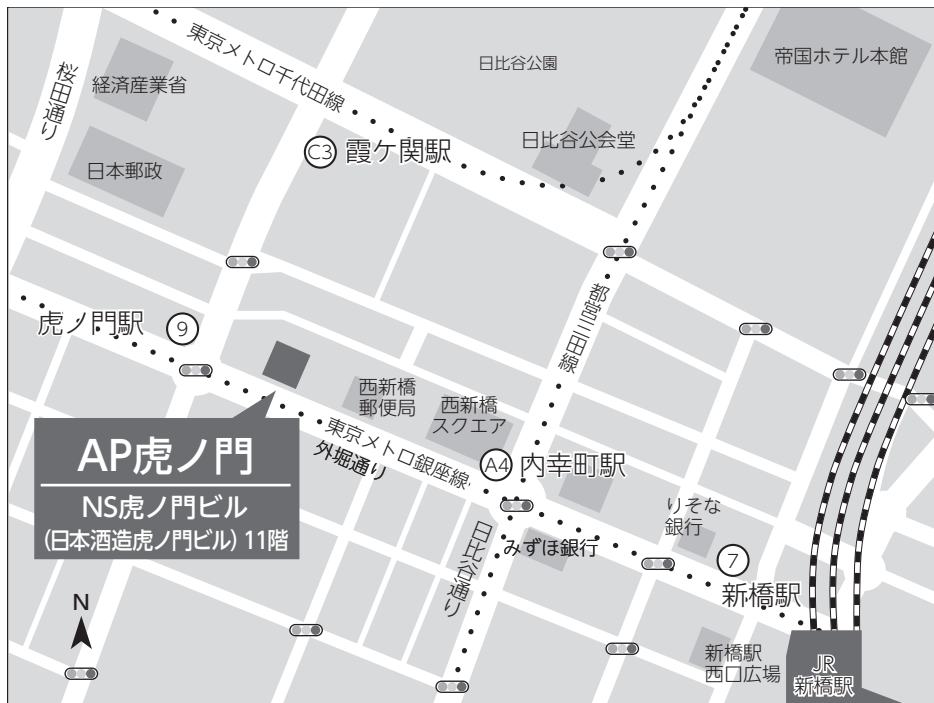 東京メトロ千代田線
日比谷公園
帝国ホテル本館
桜田通り
経済産業省
日比谷公会堂
C3 霞ケ関駅
日本郵政
都営三田線
虎ノ門駅 9
西新橋
郵便局
西新橋
スクエア
東京メトロ銀座線
外堀通り
AP虎ノ門
NS虎ノ門ビル
(日本酒造虎ノ門ビル) 11階
A4 内幸町駅
りそな
銀行
みずほ銀行
日比谷通り
7
新橋駅
N
新橋駅
西口広場
JR
新橋駅